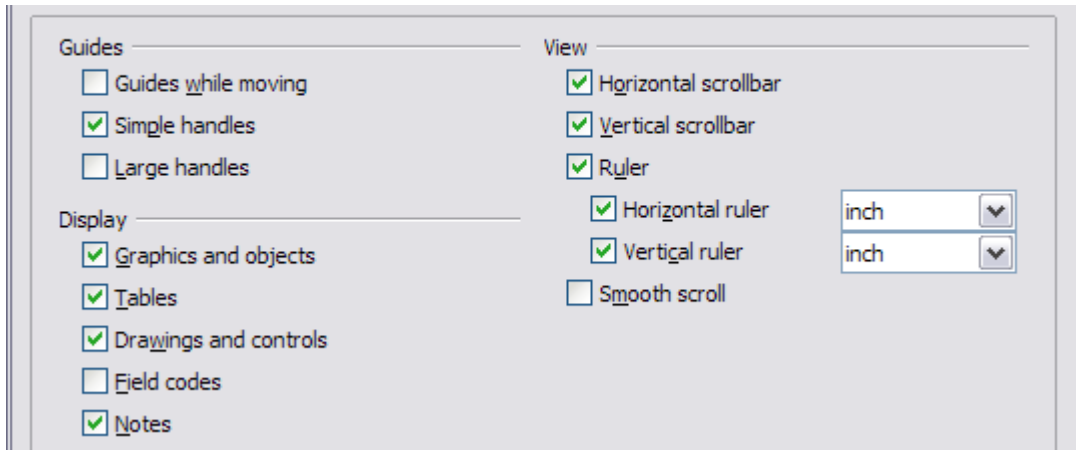 Guides
Guides while moving
Simple handles
Large handles
Display
Graphics and objects
Tables
Drawings and controls
Field codes
Notes
View
Horizontal scrollbar
Vertical scrollbar
Ruler
Horizontal ruler inch
Vertical ruler inch
Smooth scroll